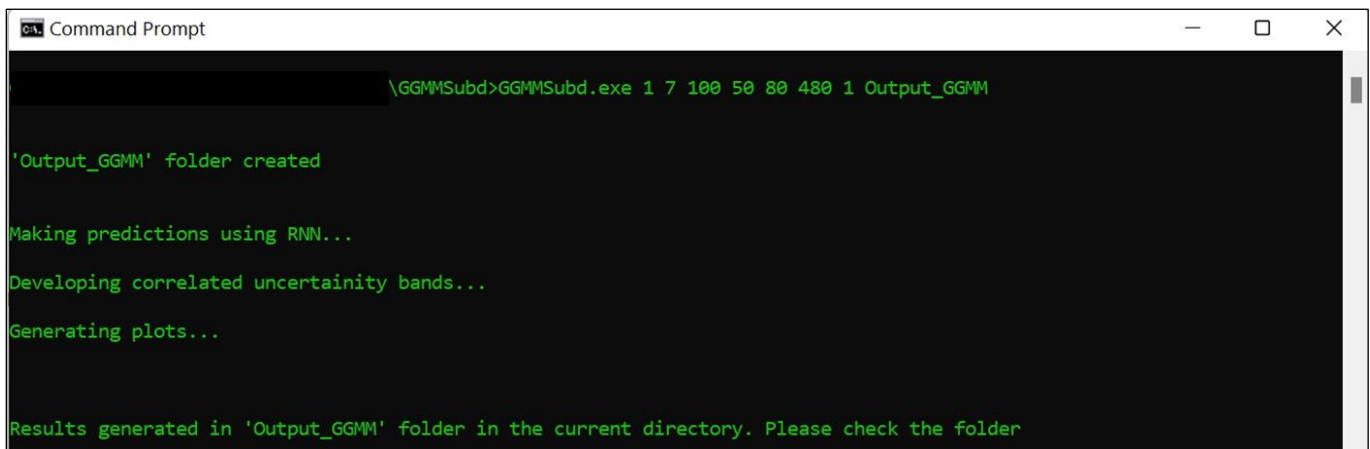 Command Prompt
\GGMMSubd>GGMMSubd.exe 1 7 100 50 80 480 1 Output_GGMM
'Output_GGMM' folder created
Making predictions using RNN...
Developing correlated uncertainity bands...
Generating plots...
Results generated in 'Output_GGMM' folder in the current directory. Please check the folder